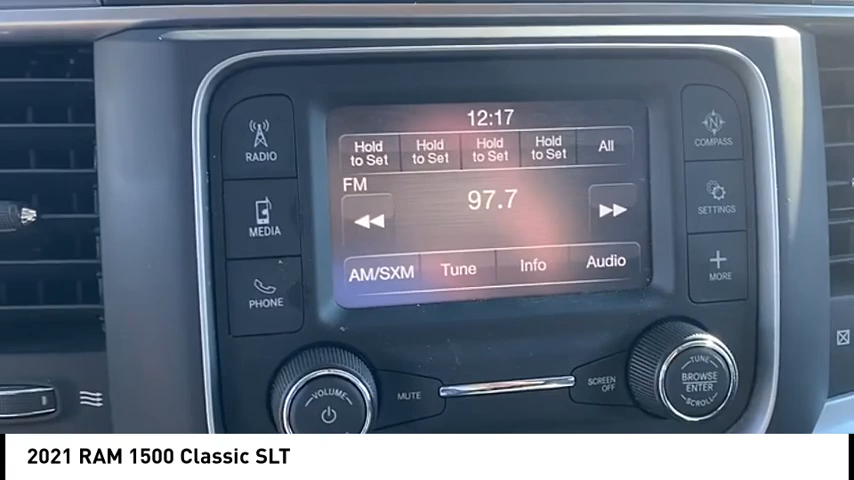 12:17
Hold to Set Hold to Set Hold to Set Hold to Set All
FM
97.7
AM/SXM Tune Info Audio
RADIO
MEDIA
PHONE
N
COMPASS
SETTINGS
+
MORE
VOLUME
MUTE
SCREEN
OFF
TUNE
BROWSE
ENTER
SCROLL
2021 RAM 1500 Classic SLT